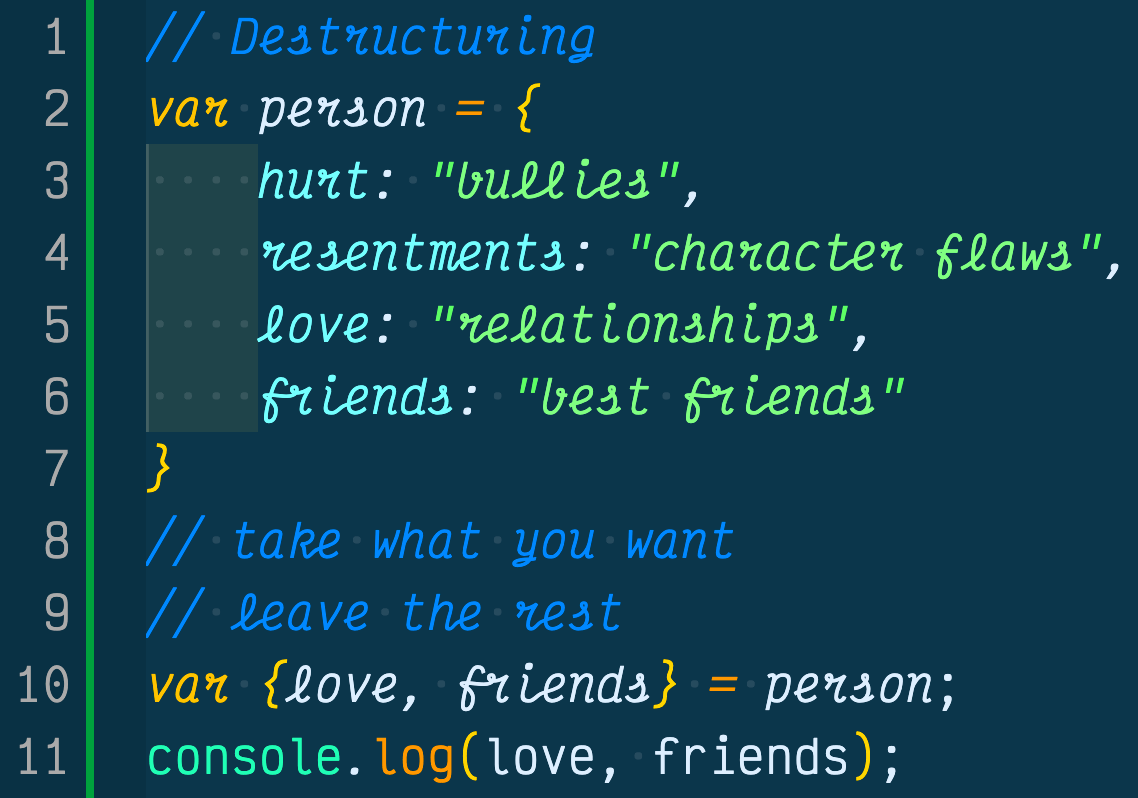 1 // Destructuring
2 var person = {
3     hurt: "bullies",
4     resentments: "character flaws",
5     love: "relationships",
6     friends: "best friends"
7 }
8 // take what you want
9 // leave the rest
10 var {love, friends} = person;
11 console.log(love, friends);